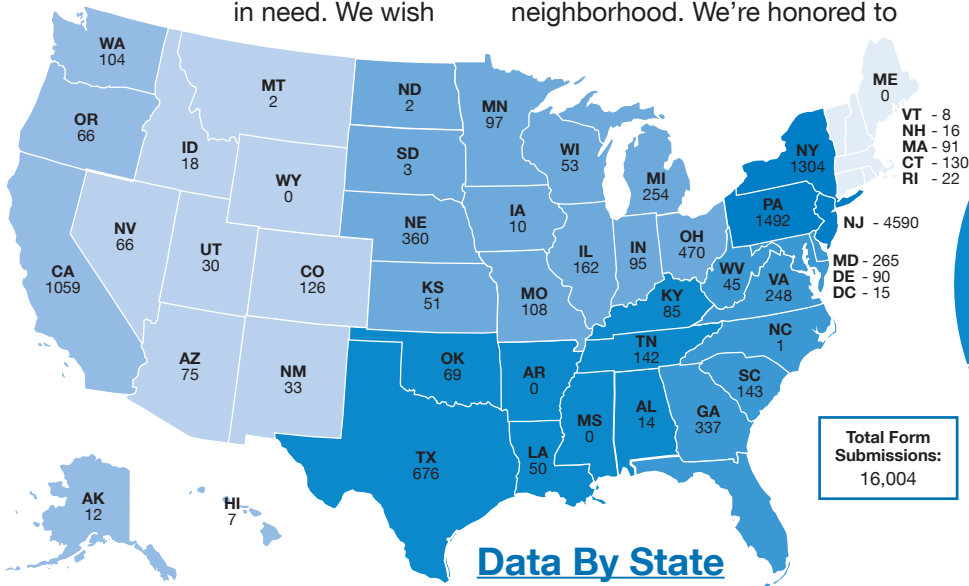 in need. We wish
neighborhood. We’re honored to
WA
104
OR
66
ID
18
MT
2
WY
0
NV
66
UT
30
CO
126
CA
1059
AZ
75
NM
33
ND
2
SD
3
NE
360
KS
51
MN
97
IA
10
MO
108
WI
53
IL
162
MI
254
IN
95
OH
470
KY
85
TN
142
OK
69
AR
0
TX
676
LA
50
MS
0
AL
14
GA
337
SC
143
NC
1
WV
45
VA
248
PA
1492
NY
1304
ME
0
VT - 8
NH - 16
MA - 91
CT - 130
RI - 22
NJ - 4590
MD - 265
DE - 90
DC - 15
AK
12
HI
7
Total Form
Submissions:
16,004
Data By State